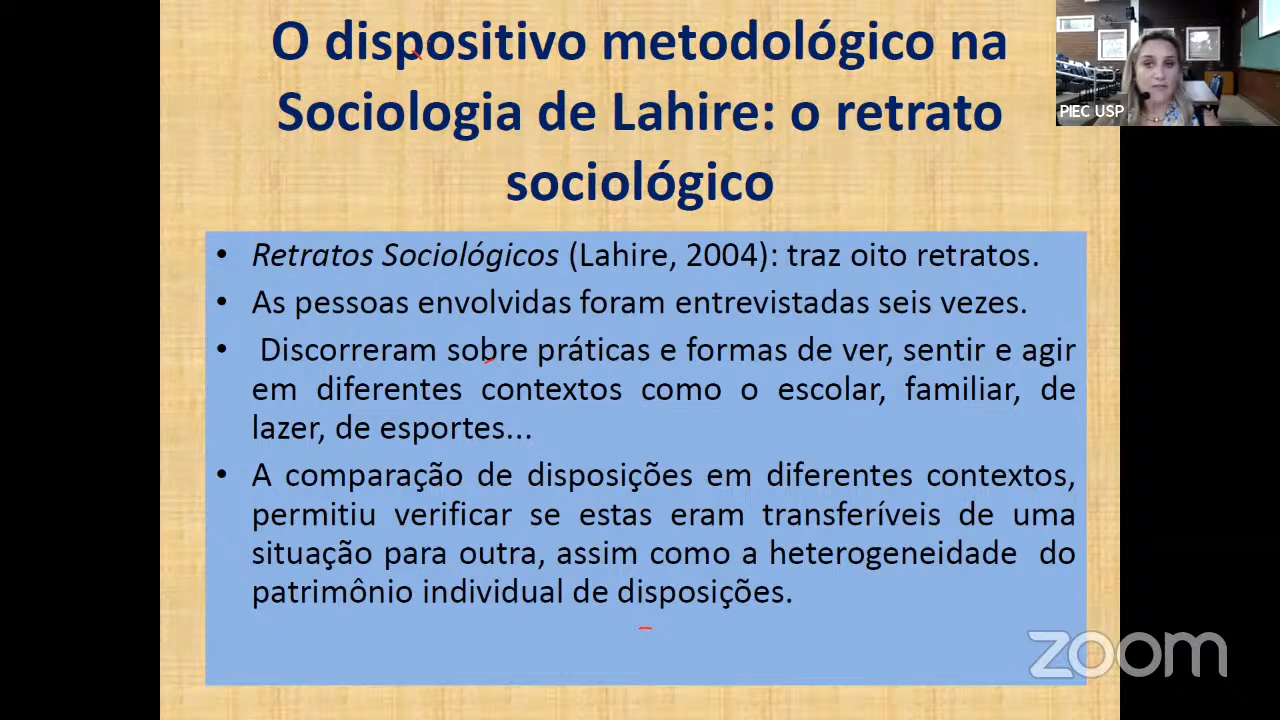 O dispositivo metodológico na
Sociologia de Lahire: o retrato
sociológico
PIEC USP
• Retratos Sociológicos (Lahire, 2004): traz oito retratos.
• As pessoas envolvidas foram entrevistadas seis vezes.
• Discorreram sobre práticas e formas de ver, sentir e agir
em diferentes contextos como o escolar, familiar, de
lazer, de esportes...
• A comparação de disposições em diferentes contextos,
permitiu verificar se estas eram transferíveis de uma
situação para outra, assim como a heterogeneidade do
patrimônio individual de disposições.
zoom